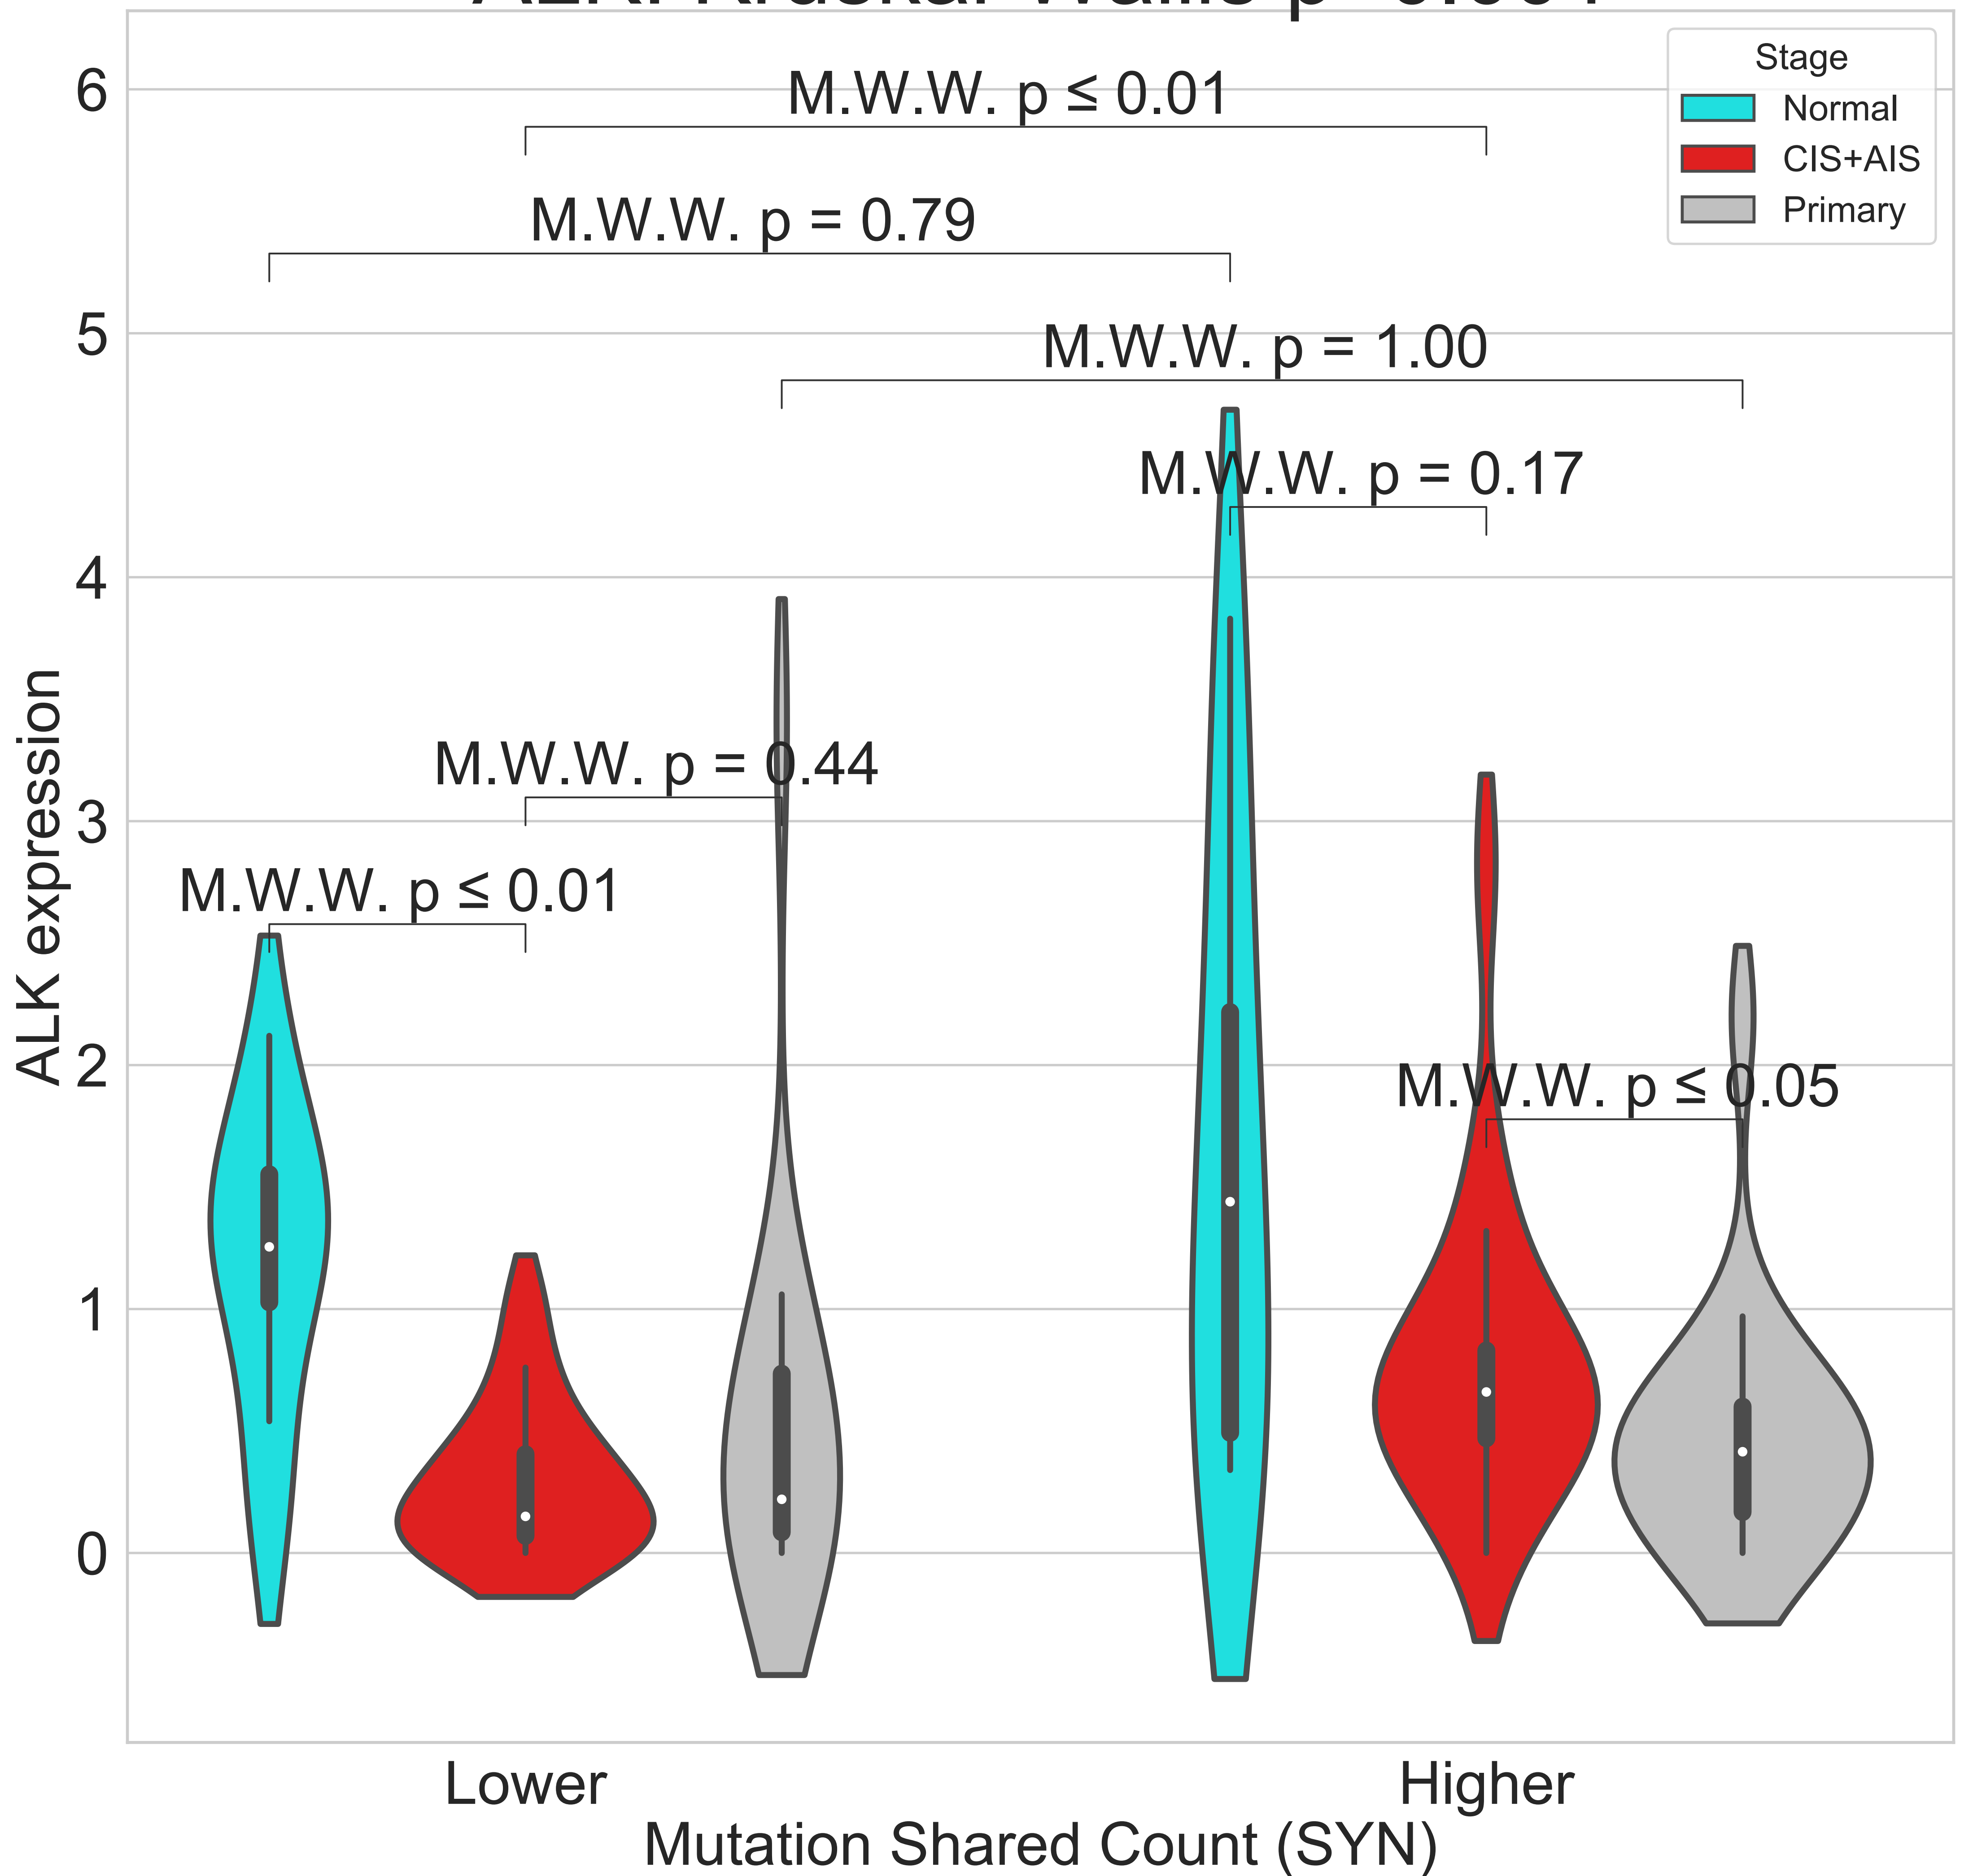 Stage
Normal
CIS+AIS
Primary
M.W.W. p ≤ 0.01
M.W.W. p = 0.79
M.W.W. p = 1.00
M.W.W. p = 0.17
M.W.W. p = 0.44
M.W.W. p ≤ 0.01
M.W.W. p ≤ 0.05
ALK expression
6
5
4
3
2
1
0
Lower
Higher
Mutation Shared Count (SYN)